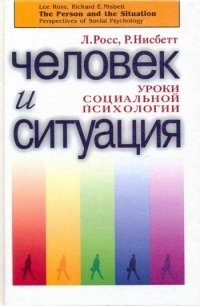 Lee Ross, Richard E. Nisbett
The Person and the Situation
Perspectives of Social Psychology
Л.Росс, Р.Нисбетт
ЧЕЛОВЕК
И
УРОКИ
СОЦИАЛЬНОЙ
ПСИХОЛОГИИ
СИТУАЦИЯ